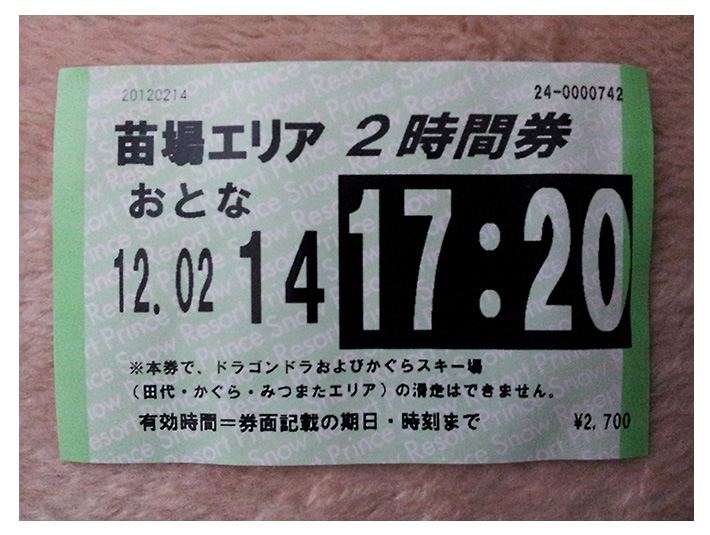 20120214 24-0000742
苗場エリア 2時間券
おとな
12.02 14 17:20
※本券で、ドラゴンドラおよびかぐらスキー場
(田代・かぐら・みつまたエリア)の滑走はできません。
有効時間=券面記載の期日・時刻まで ¥2,700
Prince Snow Resort